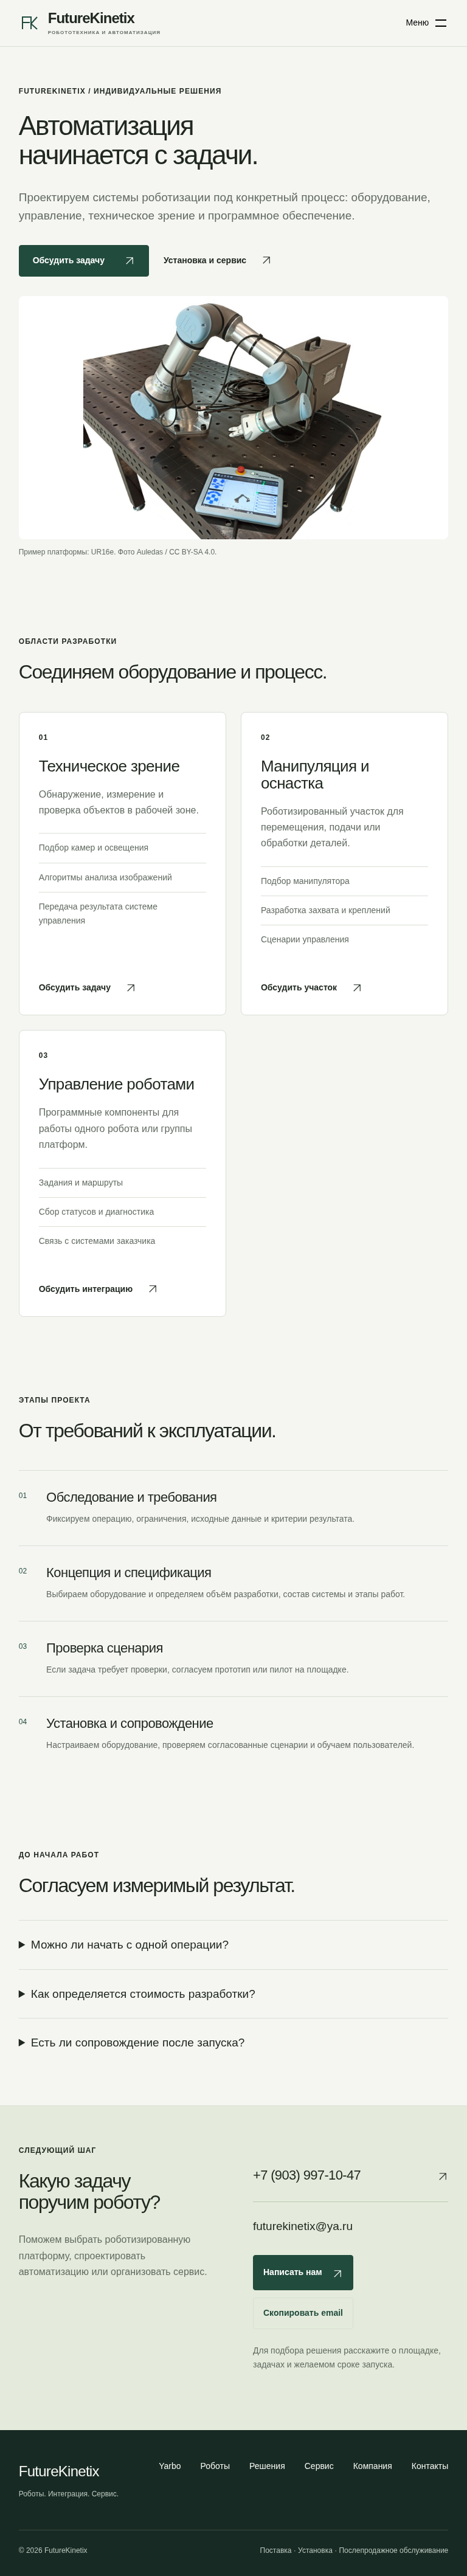 FutureKinetix
РОБОТОТЕХНИКА И АВТОМАТИЗАЦИЯ
Меню
FUTUREKINETIX / ИНДИВИДУАЛЬНЫЕ РЕШЕНИЯ
Автоматизация
начинается с задачи.
Проектируем системы роботизации под конкретный процесс: оборудование,
управление, техническое зрение и программное обеспечение.
Обсудить задачу
Установка и сервис
Пример платформы: UR16e. Фото Auledas / CC BY-SA 4.0.
ОБЛАСТИ РАЗРАБОТКИ
Соединяем оборудование и процесс.
01
Техническое зрение
Обнаружение, измерение и
проверка объектов в рабочей зоне.
Подбор камер и освещения
Алгоритмы анализа изображений
Передача результата системе
управления
Обсудить задачу
02
Манипуляция и
оснастка
Роботизированный участок для
перемещения, подачи или
обработки деталей.
Подбор манипулятора
Разработка захвата и креплений
Сценарии управления
Обсудить участок
03
Управление роботами
Программные компоненты для
работы одного робота или группы
платформ.
Задания и маршруты
Сбор статусов и диагностика
Связь с системами заказчика
Обсудить интеграцию
ЭТАПЫ ПРОЕКТА
От требований к эксплуатации.
01
Обследование и требования
Фиксируем операцию, ограничения, исходные данные и критерии результата.
02
Концепция и спецификация
Выбираем оборудование и определяем объём разработки, состав системы и этапы работ.
03
Проверка сценария
Если задача требует проверки, согласуем прототип или пилот на площадке.
04
Установка и сопровождение
Настраиваем оборудование, проверяем согласованные сценарии и обучаем пользователей.
ДО НАЧАЛА РАБОТ
Согласуем измеримый результат.
Можно ли начать с одной операции?
Как определяется стоимость разработки?
Есть ли сопровождение после запуска?
СЛЕДУЮЩИЙ ШАГ
Какую задачу
поручим роботу?
Поможем выбрать роботизированную
платформу, спроектировать
автоматизацию или организовать сервис.
+7 (903) 997-10-47
futurekinetix@ya.ru
Написать нам
Скопировать email
Для подбора решения расскажите о площадке,
задачах и желаемом сроке запуска.
FutureKinetix
Роботы. Интеграция. Сервис.
Yarbo Роботы Решения Сервис Компания Контакты
© 2026 FutureKinetix
Поставка · Установка · Послепродажное обслуживание